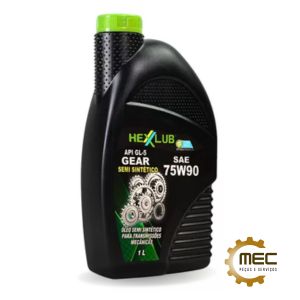 HEXLUB
API GL-5
GEAR
SEMI SINTÉTICO
SAE
75W90
ÓLEO SEMI SINTÉTICO
PARA TRANSMISSÕES
MECÂNICAS
1 L
MEC
PEÇAS E SERVIÇOS